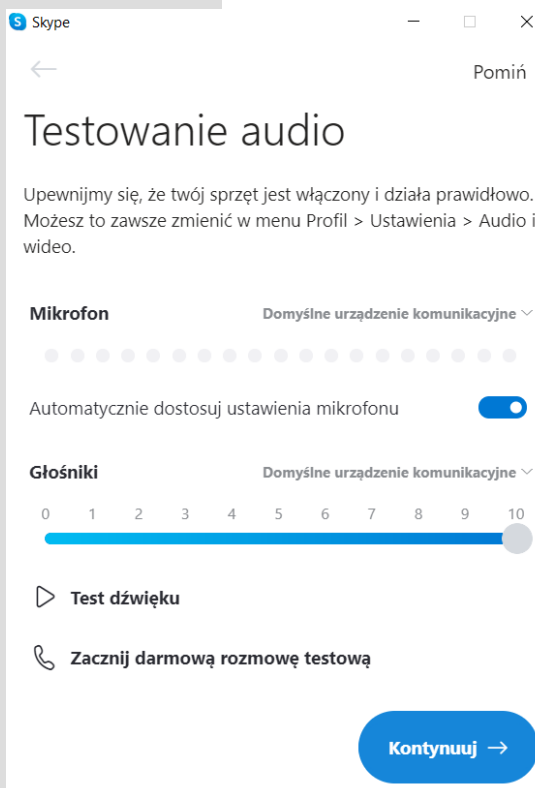 Skype
Pomiń
Testowanie audio
Upewnijmy się, że twój sprzęt jest włączony i działa prawidłowo.
Możesz to zawsze zmienić w menu Profil > Ustawienia > Audio i
wideo.
Mikrofon Domyślne urządzenie komunikacyjne
Automatycznie dostosuj ustawienia mikrofonu
Głośniki Domyślne urządzenie komunikacyjne
0 1 2 3 4 5 6 7 8 9 10
Test dźwięku
Zacznij darmową rozmowę testową
Kontynuuj →